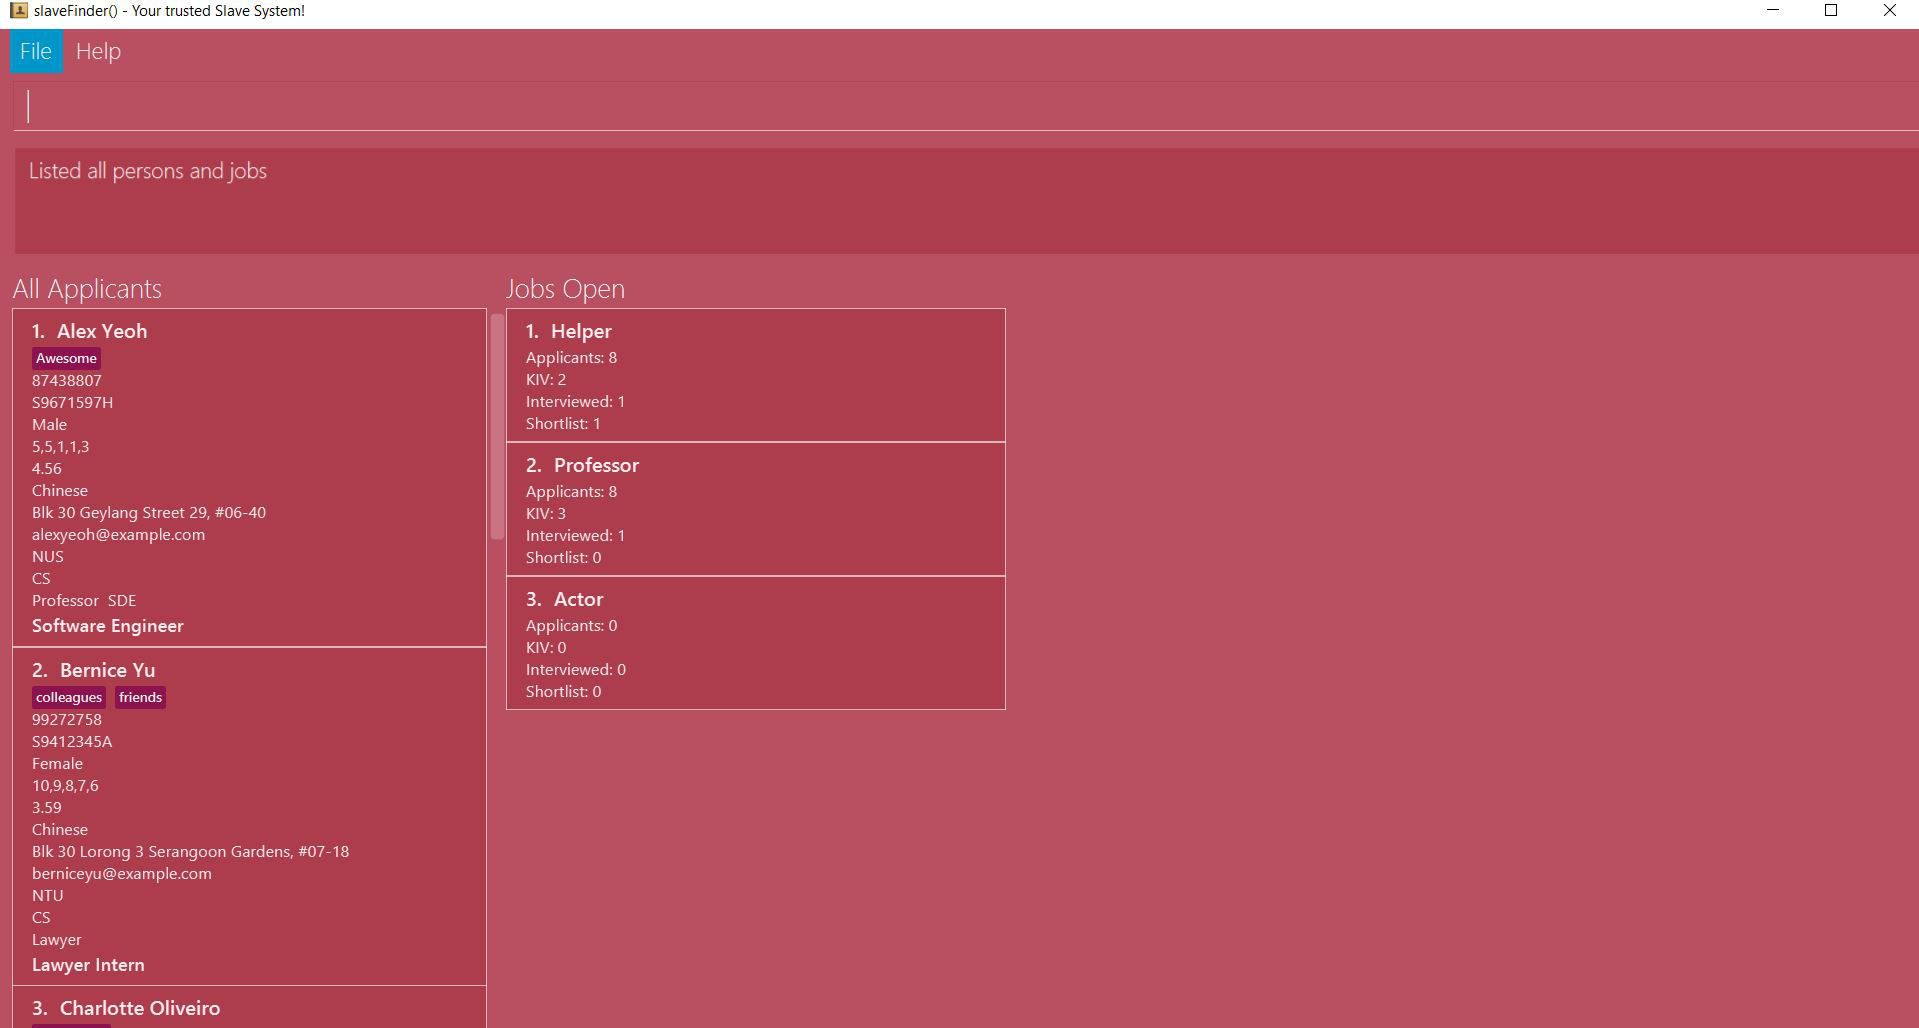 slaveFinder() - Your trusted Slave System!
File Help
Listed all persons and jobs
All Applicants
1. Alex Yeoh
Awesome
87438807
S9671597H
Male
5,5,1,1,3
4.56
Chinese
Blk 30 Geylang Street 29, #06-40
alexyeoh@example.com
NUS
CS
Professor SDE
Software Engineer
2. Bernice Yu
colleagues friends
99272758
S9412345A
Female
10,9,8,7,6
3.59
Chinese
Blk 30 Lorong 3 Serangoon Gardens, #07-18
berniceyu@example.com
NTU
CS
Lawyer
Lawyer Intern
3. Charlotte Oliveiro
Jobs Open
1. Helper
Applicants: 8
KIV: 2
Interviewed: 1
Shortlist: 1
2. Professor
Applicants: 8
KIV: 3
Interviewed: 1
Shortlist: 0
3. Actor
Applicants: 0
KIV: 0
Interviewed: 0
Shortlist: 0